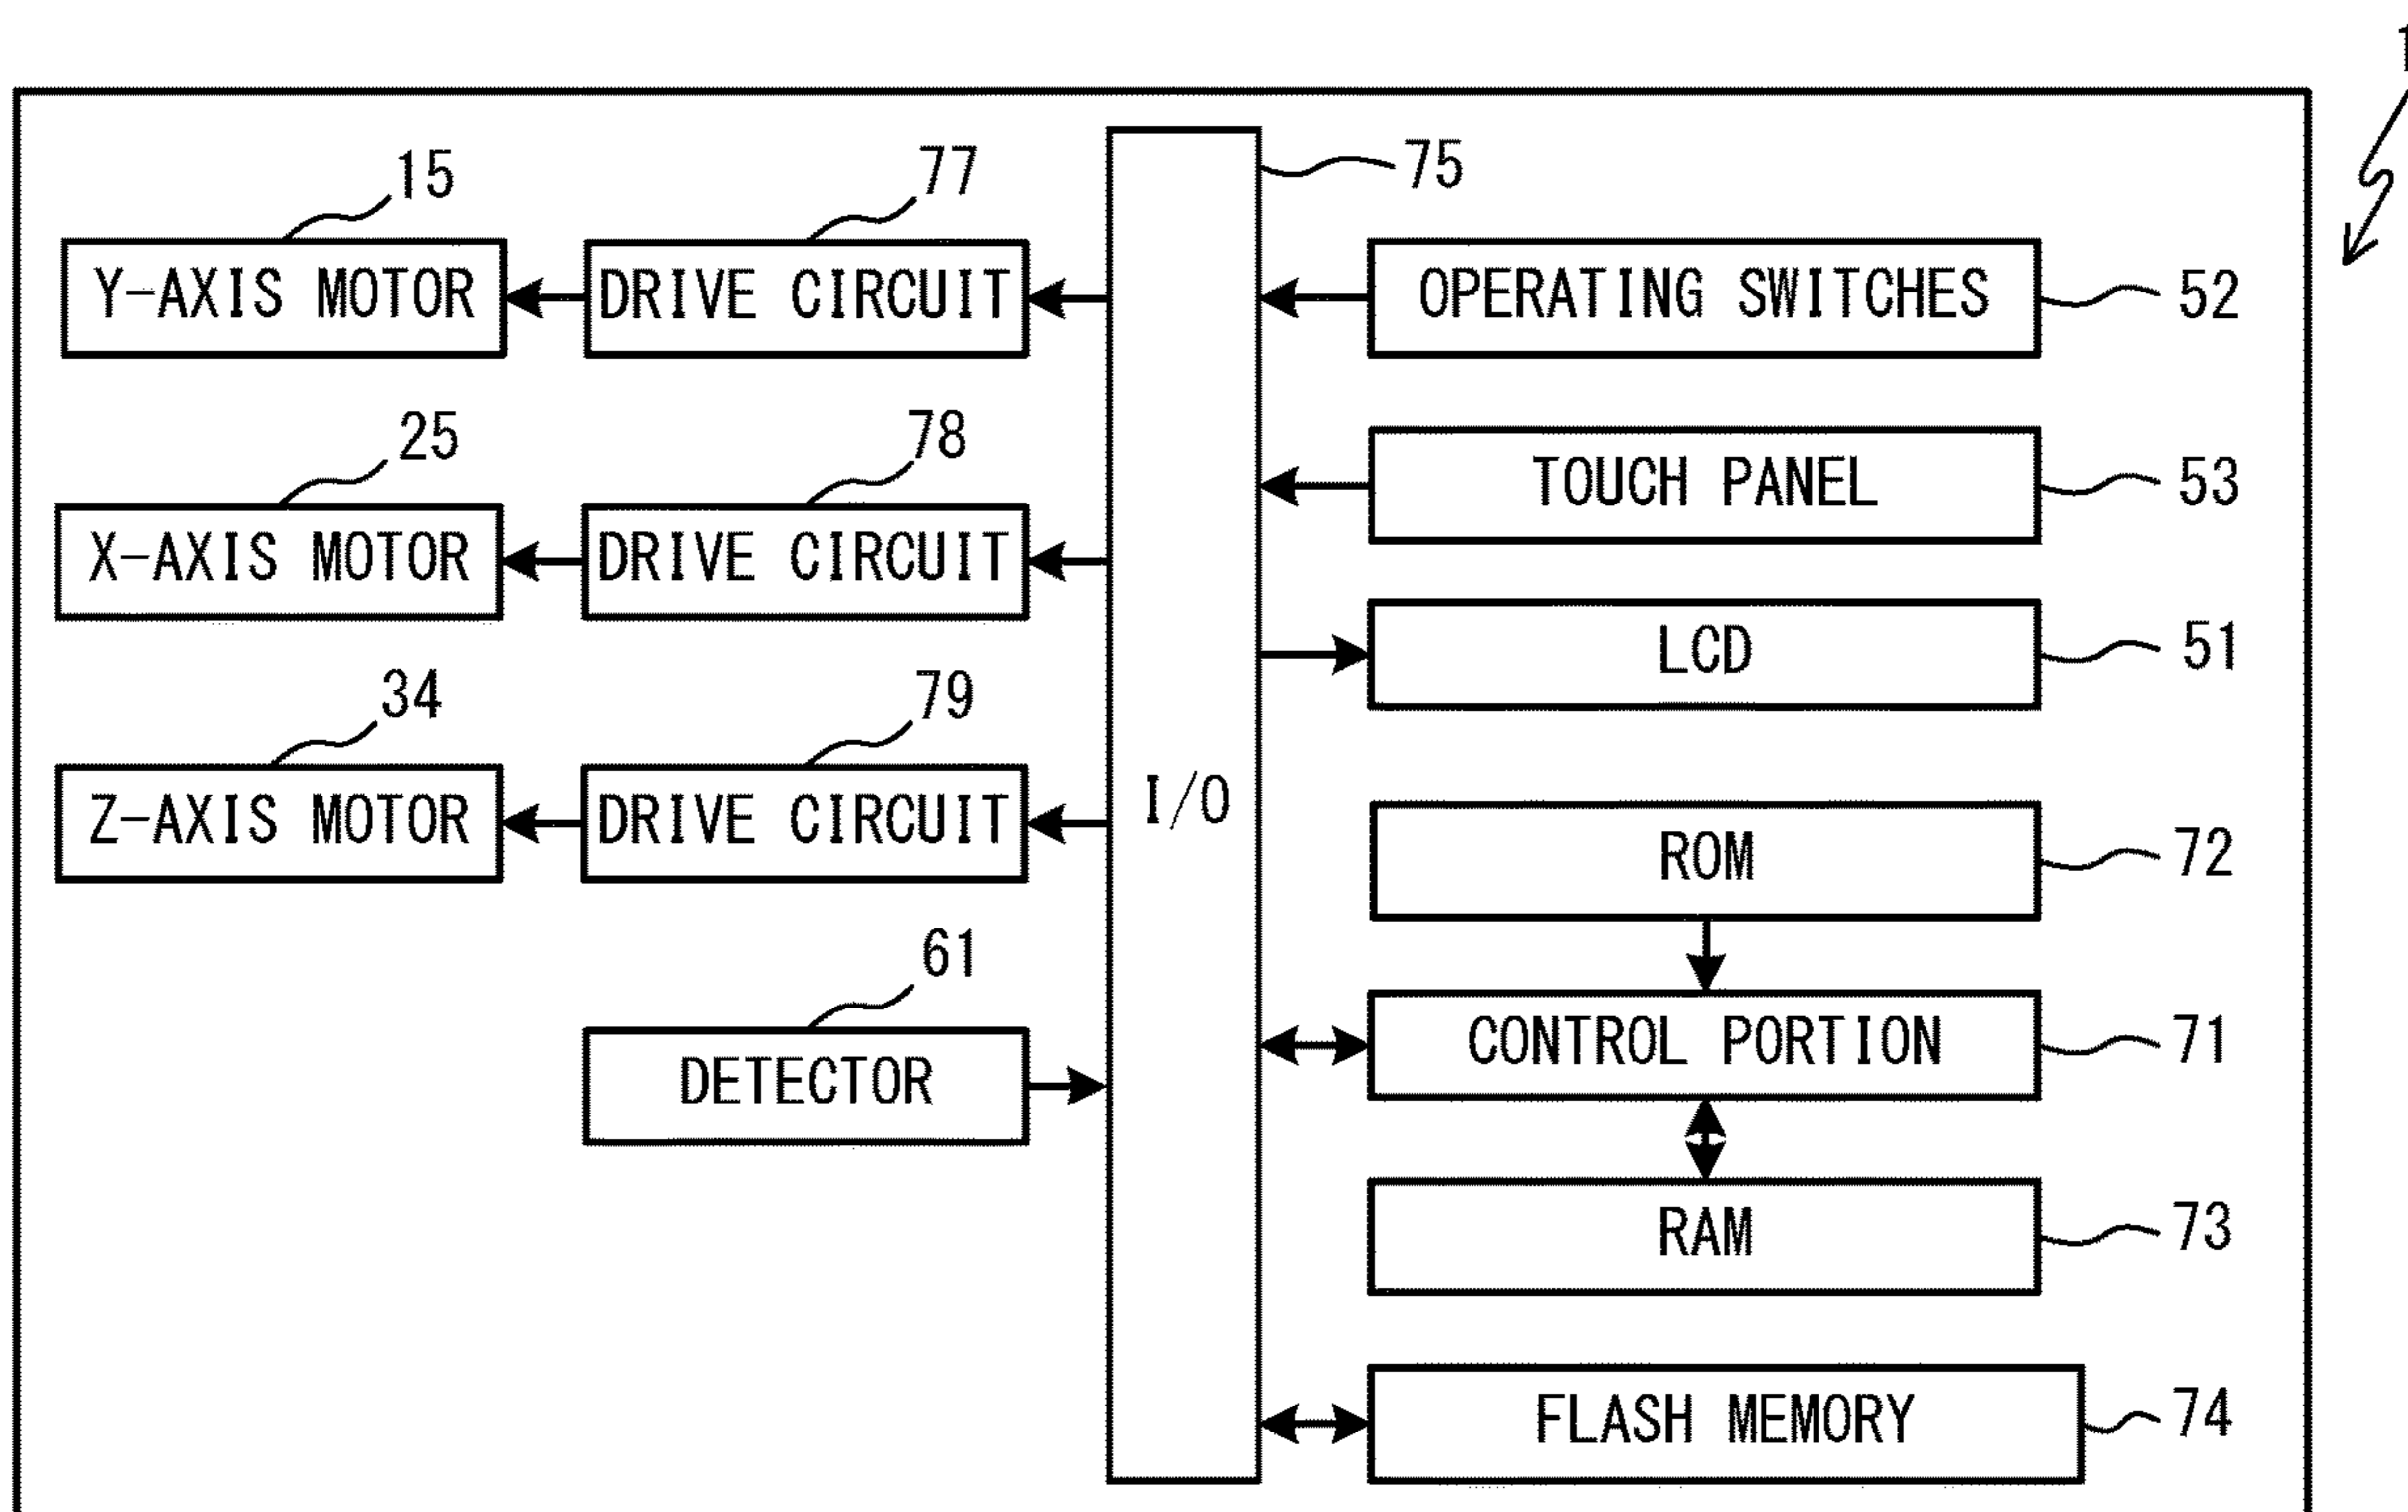 1
75
15
77
Y-AXIS MOTOR
DRIVE CIRCUIT
OPERATING SWITCHES
52
25
78
TOUCH PANEL
53
X-AXIS MOTOR
DRIVE CIRCUIT
LCD
51
34
79
Z-AXIS MOTOR
DRIVE CIRCUIT
I/O
ROM
72
61
DETECTOR
CONTROL PORTION
71
RAM
73
FLASH MEMORY
74